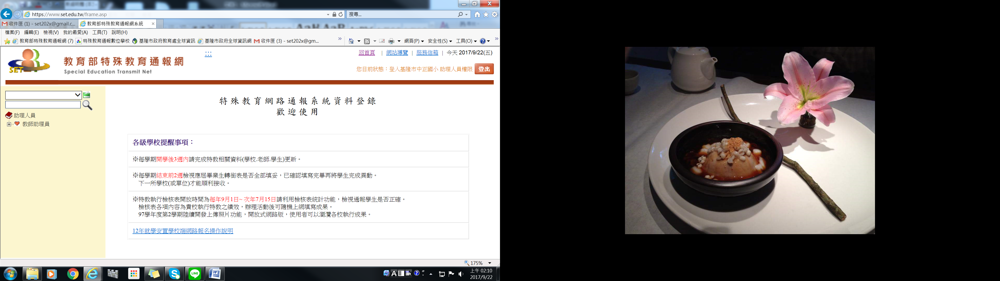 https://www.set.edu.tw/frame.asp
搜尋...
收件匣 (1) - set202x@gmail.c...
教育部特殊教育通報網系統
檔案(F) 編輯(E) 檢視(V) 我的最愛(A) 工具(T) 說明(H)
教育部特殊教育通報網 (7) 特殊教育通報數位學校 基隆市政府教育處全球資訊 基隆市政府全球資訊網 收件匣 (3) - set202x@gm...
網頁(P) 安全性(S) 工具(O)
回首頁 | 網站導覽 | 服務信箱 | 今天 2017/9/22(五)
SET
教育部特殊教育通報網
Special Education Transmit Net
您目前狀態：登入基隆市中正國小 助理人員權限 登出
助理人員
教師助理員
特殊教育網路通報系統資料登錄
歡迎使用
各級學校提醒事項：
※每學期開學後3週內請完成特教相關資料(學校.老師.學生)更新。
※每學期結束前2週檢視應屆畢業生轉銜表是否全部填妥，已確認填寫完畢再將學生完成異動。
下一所學校(或單位)才能順利接收。
※特教執行檢核表開放時間為每年9月1日~ 次年7月15日請利用檢核表統計功能，檢視通報學生是否正確。
檢核表各項內容為貴校執行特教之績效，辦理活動後可隨機上網填寫成果。
97學年度第2學期陸續開發上傳照片功能，開放式網路版，使用者可以瀏灠各校執行成果。
12年就學安置學校端網路報名操作說明
175%
LINE
上午 02:10
2017/9/22